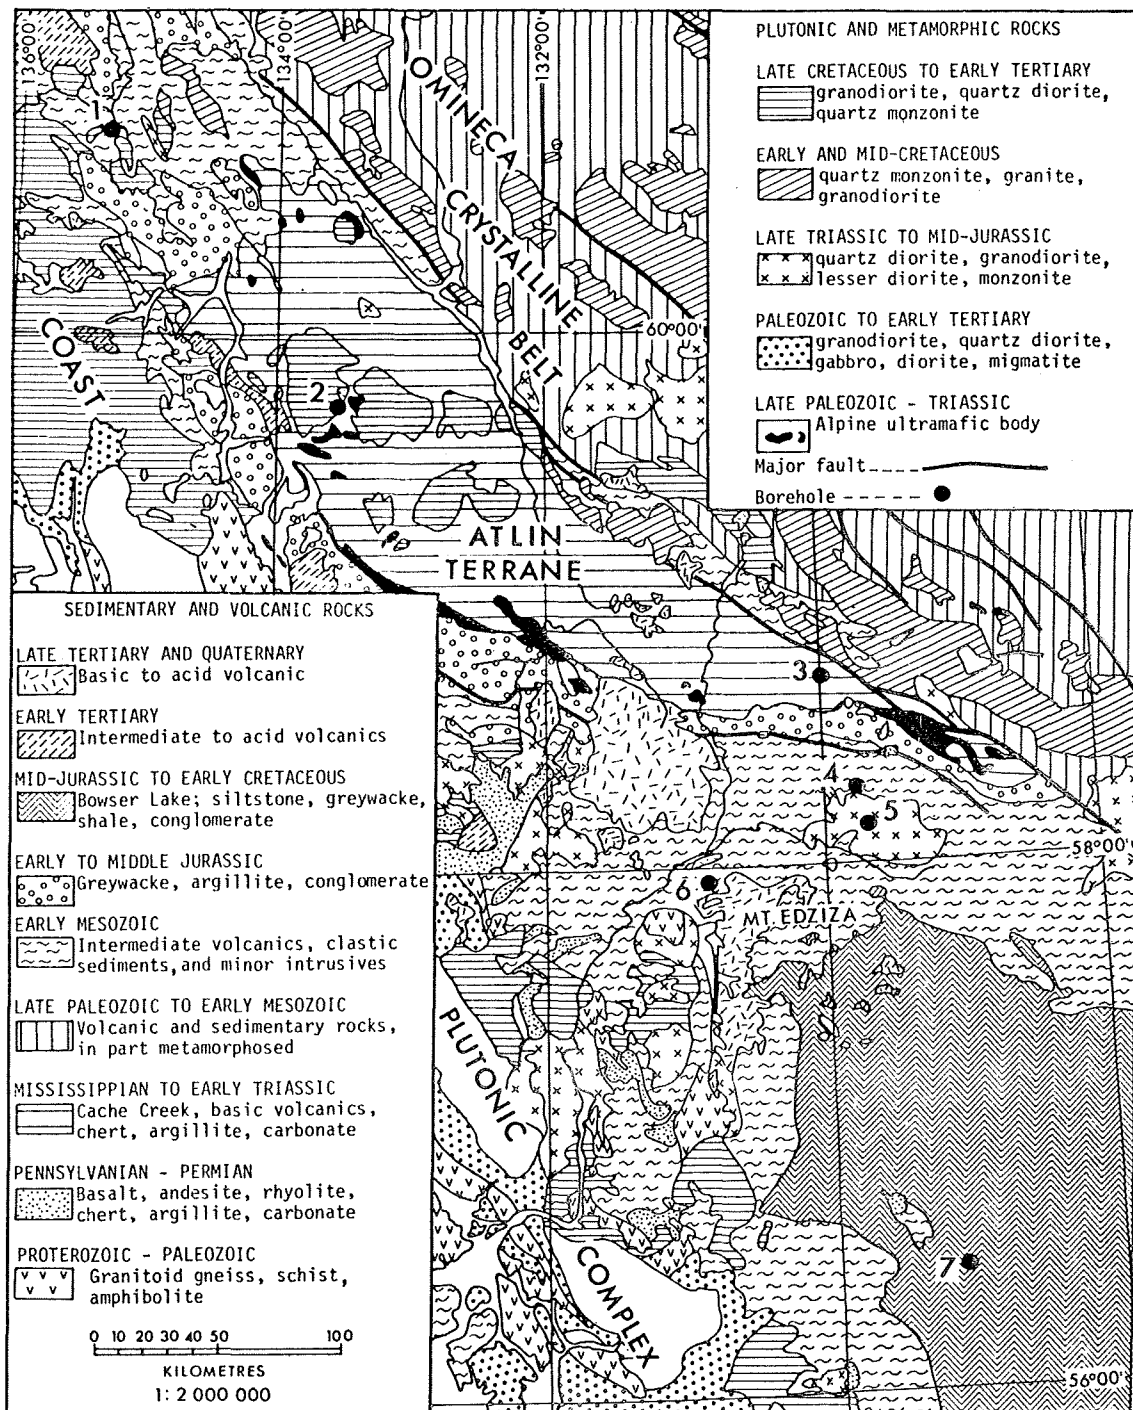 136°00'
134°00'
132°00'
OMINECA
CRYSTALLINE
BELT
60°00'
COAST
1
2
ATLIN
TERRANE
3
4
5
58°00'
6
MT. EDZIZA
PLUTONIC
COMPLEX
7
56°00'
PLUTONIC AND METAMORPHIC ROCKS
LATE CRETACEOUS TO EARLY TERTIARY
granodiorite, quartz diorite,
quartz monzonite
EARLY AND MID-CRETACEOUS
quartz monzonite, granite,
granodiorite
LATE TRIASSIC TO MID-JURASSIC
quartz diorite, granodiorite,
lesser diorite, monzonite
PALEOZOIC TO EARLY TERTIARY
granodiorite, quartz diorite,
gabbro, diorite, migmatite
LATE PALEOZOIC - TRIASSIC
Alpine ultramafic body
Major fault
Borehole
SEDIMENTARY AND VOLCANIC ROCKS
LATE TERTIARY AND QUATERNARY
Basic to acid volcanic
EARLY TERTIARY
Intermediate to acid volcanics
MID-JURASSIC TO EARLY CRETACEOUS
Bowser Lake; siltstone, greywacke,
shale, conglomerate
EARLY TO MIDDLE JURASSIC
Greywacke, argillite, conglomerate
EARLY MESOZOIC
Intermediate volcanics, clastic
sediments, and minor intrusives
LATE PALEOZOIC TO EARLY MESOZOIC
Volcanic and sedimentary rocks,
in part metamorphosed
MISSISSIPPIAN TO EARLY TRIASSIC
Cache Creek, basic volcanics,
chert, argillite, carbonate
PENNSYLVANIAN - PERMIAN
Basalt, andesite, rhyolite,
chert, argillite, carbonate
PROTEROZOIC - PALEOZOIC
Granitoid gneiss, schist,
amphibolite
0 10 20 30 40 50 100
KILOMETRES
1: 2 000 000